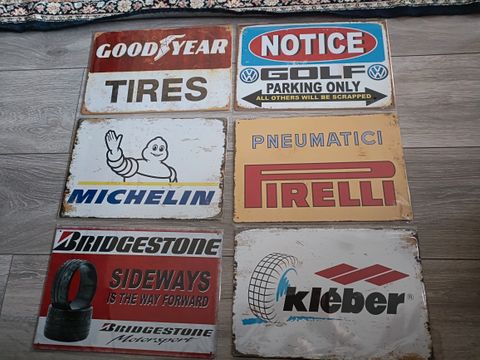 GOODYEAR
TIRES
NOTICE
GOLF
PARKING ONLY
ALL OTHERS WILL BE SCRAPPED
MICHELIN
PNEUMATICI
PIRELLI
BRIDGESTONE
SIDEWAYS
IS THE WAY FORWARD
BRIDGESTONE
Motorsport
kléber®